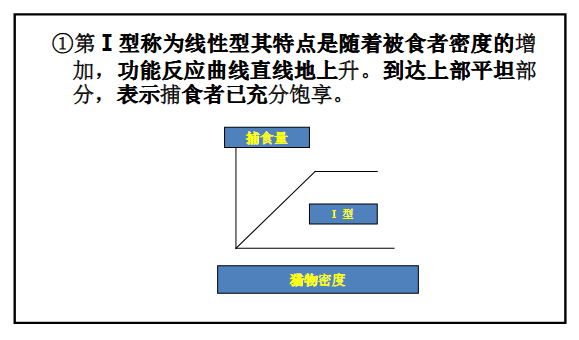 ①第Ⅰ型称为线性型其特点是随着被食者密度的增
加，功能反应曲线直线地上升。到达上部平坦部
分，表示捕食者已充分饱享。
捕食量
Ⅰ 型
猎物密度